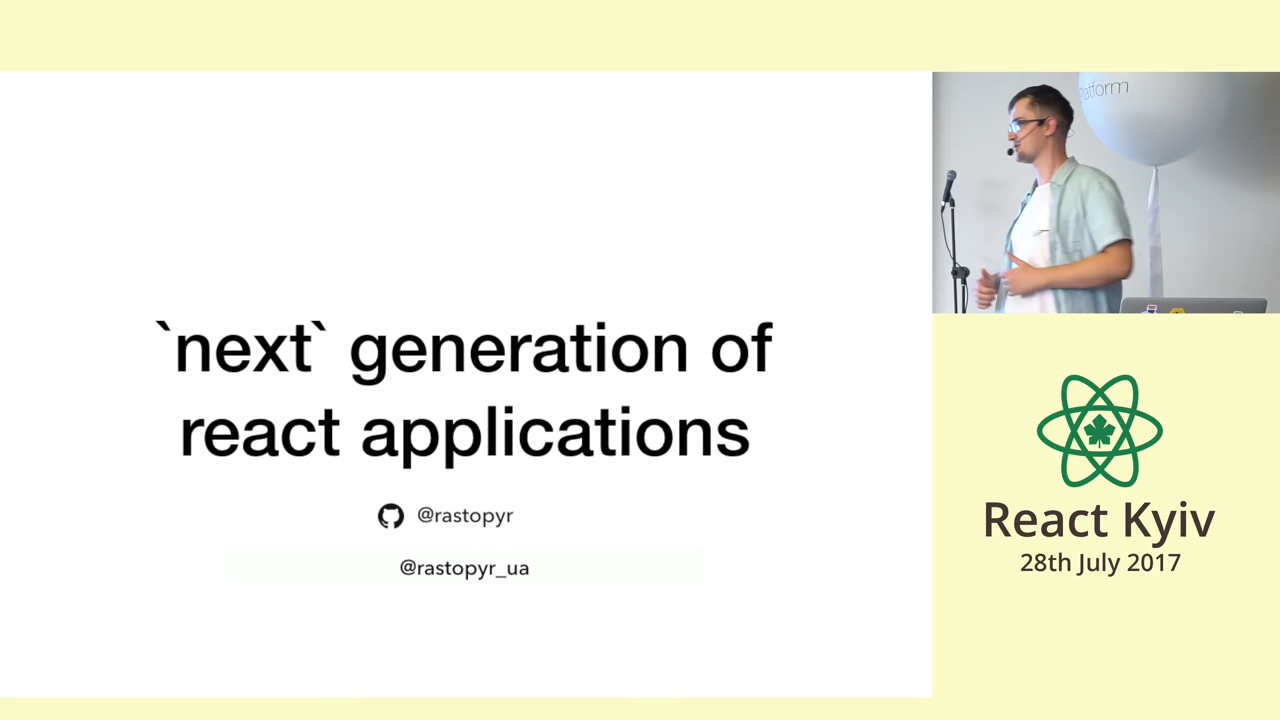 `next` generation of
react applications
@rastopyr
@rastopyr_ua
Platform
React Kyiv
28th July 2017